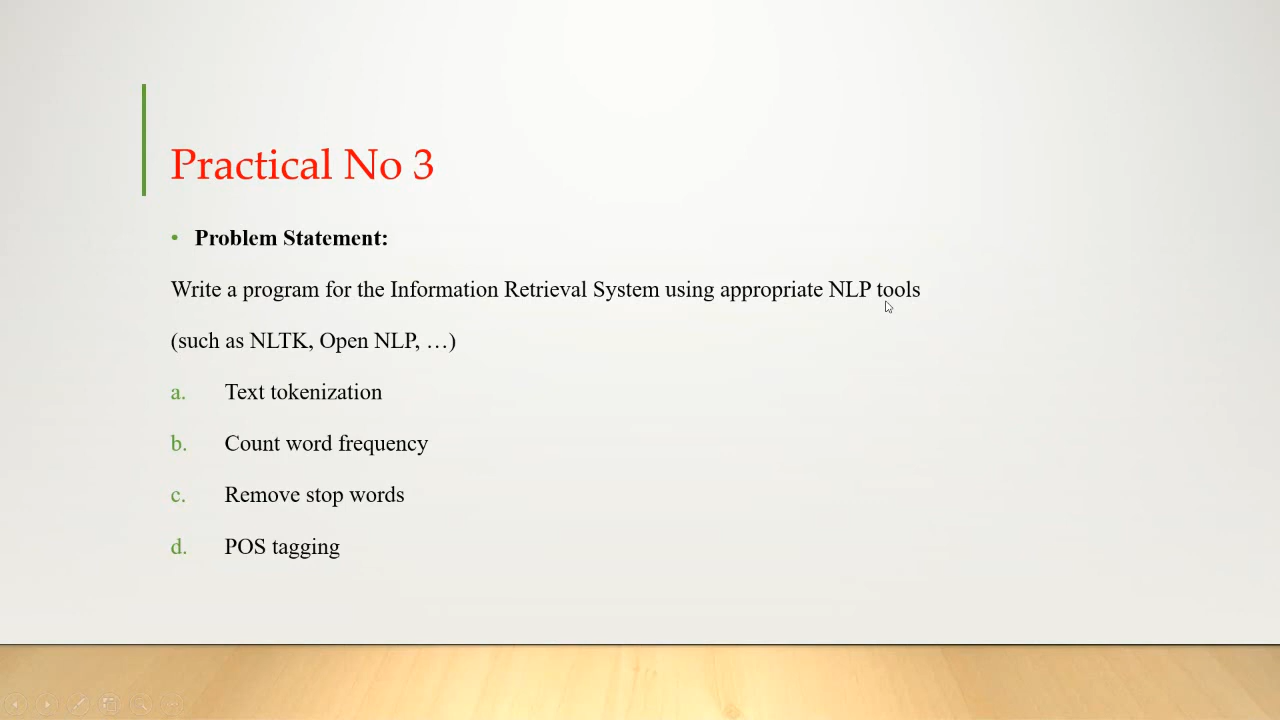 Practical No 3
• Problem Statement:
Write a program for the Information Retrieval System using appropriate NLP tools
(such as NLTK, Open NLP, …)
a. Text tokenization
b. Count word frequency
c. Remove stop words
d. POS tagging